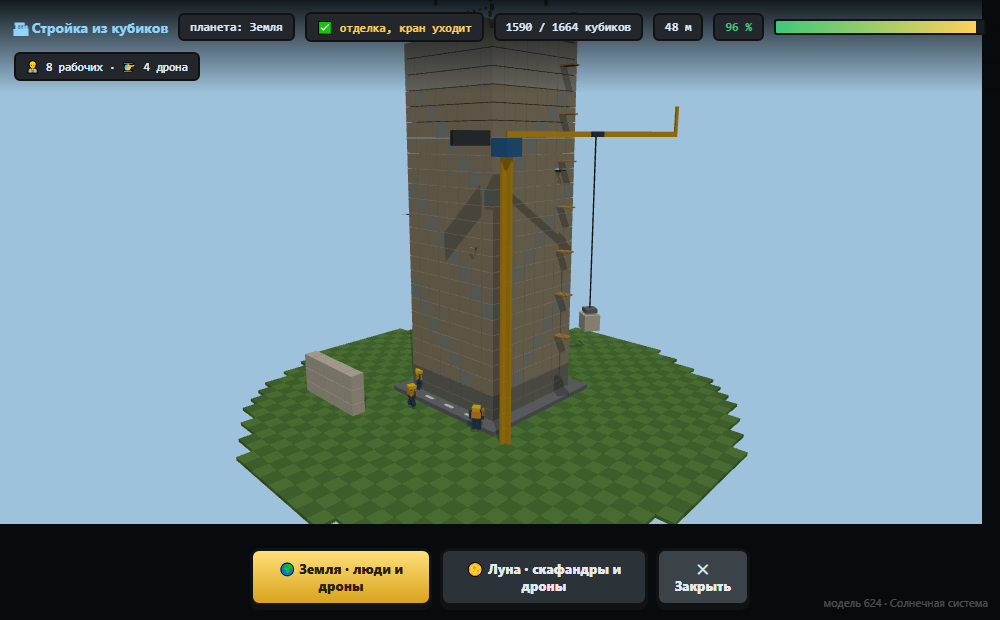 Стройка из кубиков
планета: Земля
отделка, кран уходит
1590 / 1664 кубиков
48 м
96 %
8 рабочих · 4 дрона
Земля · люди и
дроны
Луна · скафандры и
дроны
✕
Закрыть
модель 624 · Солнечная система